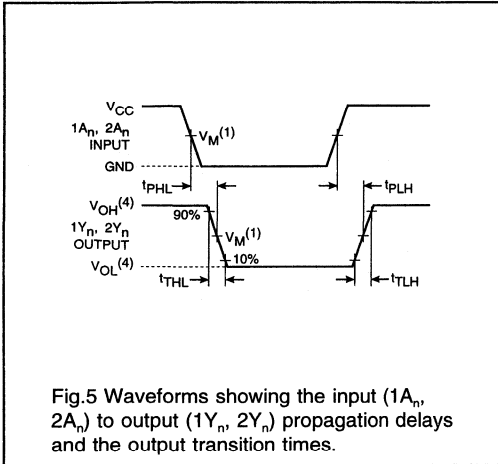 VCC
1An, 2An
INPUT
VM(1)
GND
tPHL
tPLH
VOH(4)
90%
1Yn, 2Yn
OUTPUT
VM(1)
VOL(4)
10%
tTHL
tTLH
Fig.5 Waveforms showing the input (1An,
2An) to output (1Yn, 2Yn) propagation delays
and the output transition times.